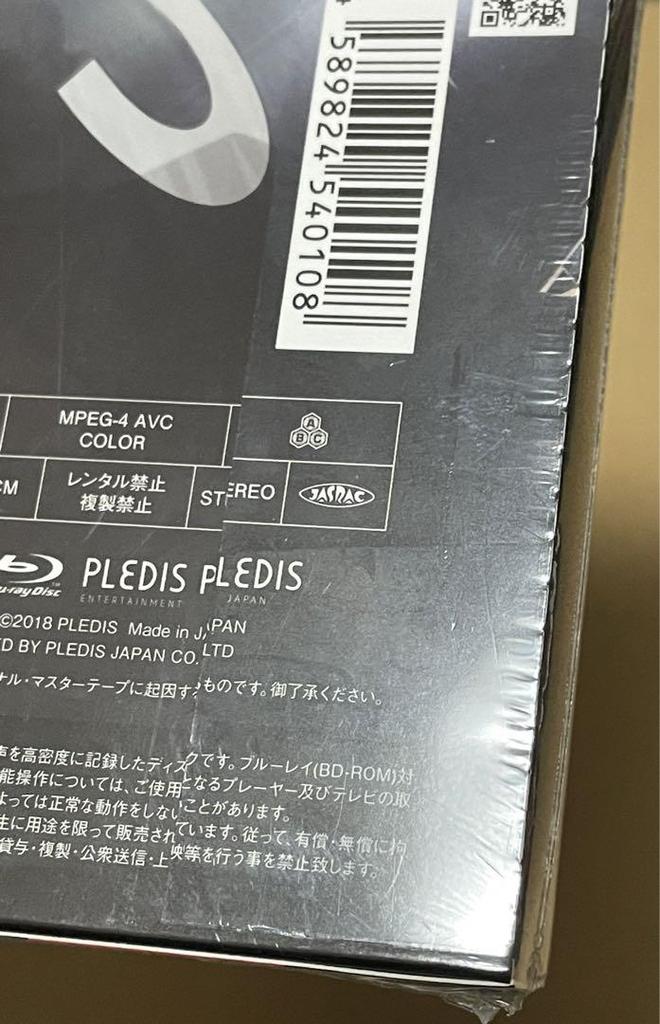 589824 540108
MPEG-4 AVC
COLOR
ABC
CM
レンタル禁止
複製禁止
STEREO
JASRAC
Blu-ray Disc
PLEDIS PLEDIS
ENTERTAINMENT JAPAN
©2018 PLEDIS Made in JAPAN
ED BY PLEDIS JAPAN CO. LTD
ナル・マスターテープに起因するものです。御了承ください。
声を高密度に記録したディスクです。ブルーレイ(BD-ROM)対
能操作については、ご使用となるプレーヤー及びテレビの取
よっては正常な動作をしないことがあります。
生に用途を限って販売されています。従って、有償・無償に拘
貸与・複製・公衆送信・上映等を行う事を禁止致します。